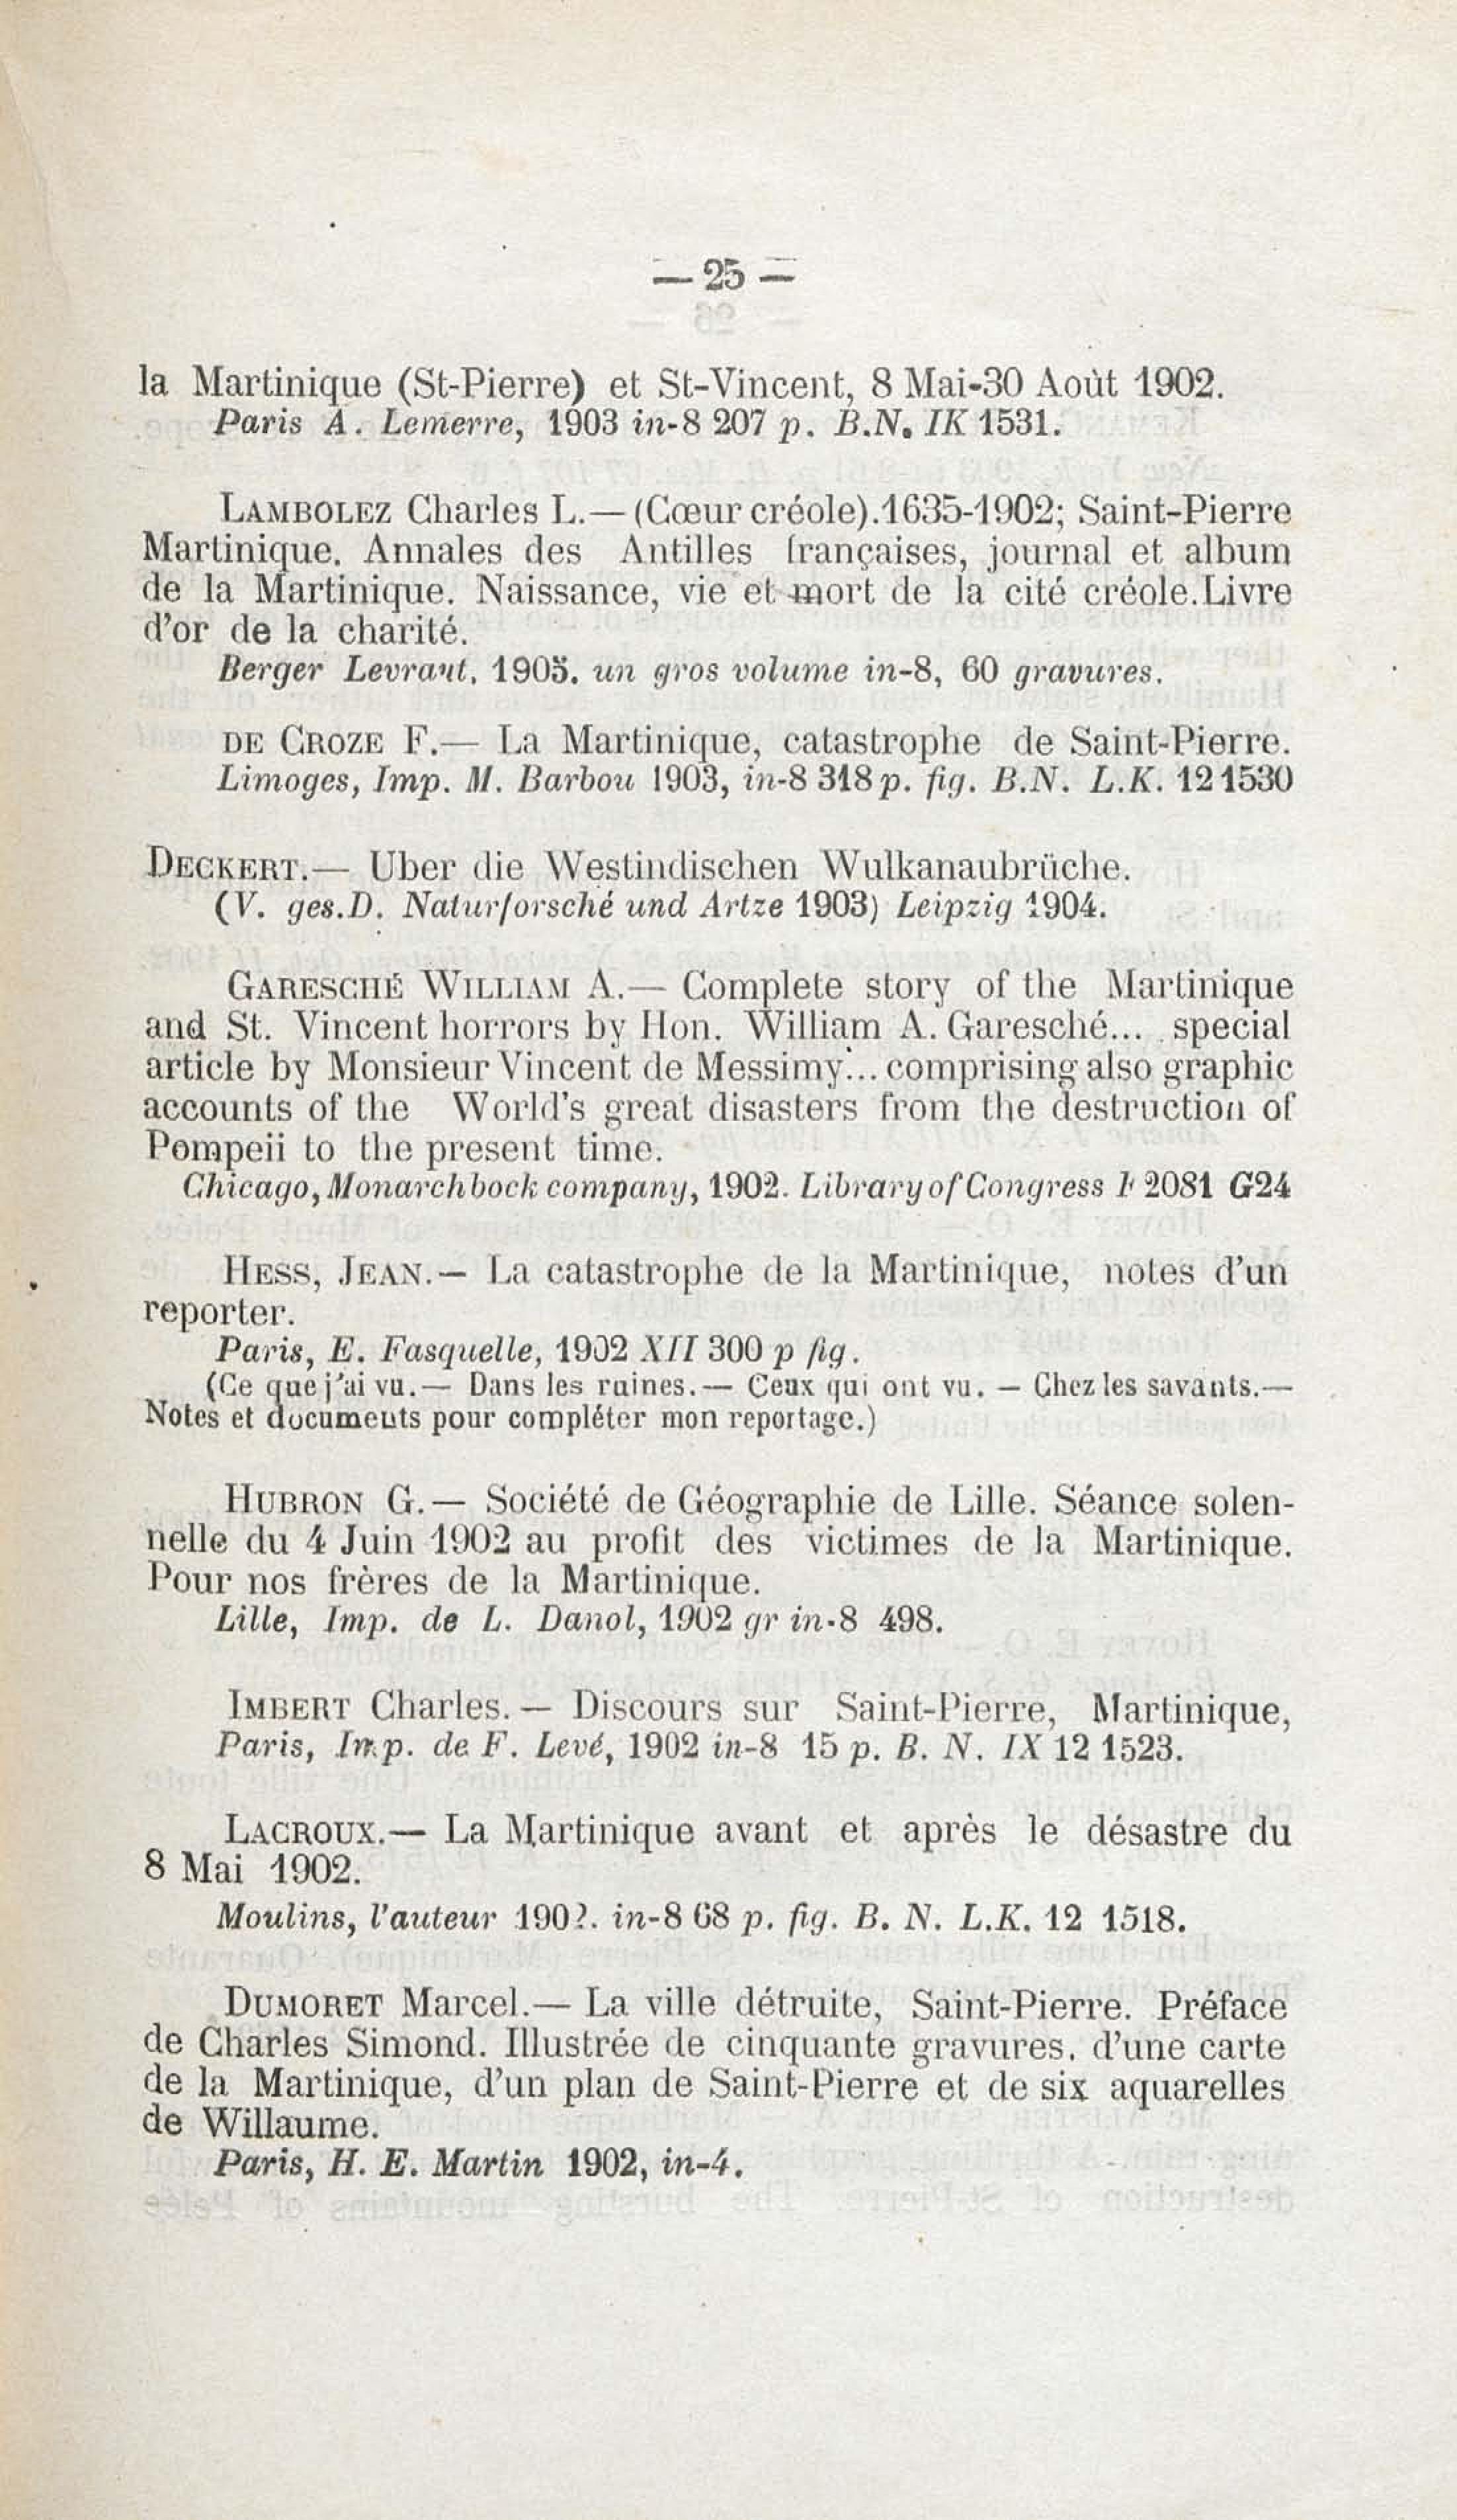 — 25 —
la Martinique (St-Pierre) et St-Vincent, 8 Mai-30 Août 1902.
Paris A. Lemerre, 1903 in-8 207 p. B.N. IK 1531.
LAMBOLEZ Charles L.— (Cœur créole).1635-1902; Saint-Pierre
Martinique. Annales des Antilles françaises, journal et album
de la Martinique. Naissance, vie et mort de la cité créole.Livre
d'or de la charité.
Berger Levraut, 1905. un gros volume in-8, 60 gravures.
DE CROZE F.— La Martinique, catastrophe de Saint-Pierre.
Limoges, Imp. M. Barbou 1903, in-8 318 p. fig. B.N. L.K. 12 1530
DECKERT.— Uber die Westindischen Wulkanaubrüche.
(V. ges.D. Naturforsché und Artze 1903) Leipzig 1904.
GARESCHÉ WILLIAM A.— Complete story of the Martinique
and St. Vincent horrors by Hon. William A. Garesché... special
article by Monsieur Vincent de Messimy... comprising also graphic
accounts of the World's great disasters from the destruction of
Pompeii to the present time.
Chicago, Monarch bock company, 1902. Library of Congress F 2081 G24
HESS, JEAN.— La catastrophe de la Martinique, notes d'un
reporter.
Paris, E. Fasquelle, 1902 XII 300 p fig.
(Ce que j'ai vu.— Dans les ruines.— Ceux qui ont vu. — Chez les savants.—
Notes et documents pour compléter mon reportage.)
HUBRON G.— Société de Géographie de Lille. Séance solen-
nelle du 4 Juin 1902 au profit des victimes de la Martinique.
Pour nos frères de la Martinique.
Lille, Imp. de L. Danol, 1902 gr in-8 498.
IMBERT Charles. — Discours sur Saint-Pierre, Martinique,
Paris, Imp. de F. Levé, 1902 in-8 15 p. B. N. IX 12 1523.
LACROUX.— La Martinique avant et après le désastre du
8 Mai 1902.
Moulins, l'auteur 1902. in-8 68 p. fig. B. N. L.K. 12 1518.
DUMORET Marcel.— La ville détruite, Saint-Pierre. Préface
de Charles Simond. Illustrée de cinquante gravures, d'une carte
de la Martinique, d'un plan de Saint-Pierre et de six aquarelles
de Willaume.
Paris, H. E. Martin 1902, in-4.